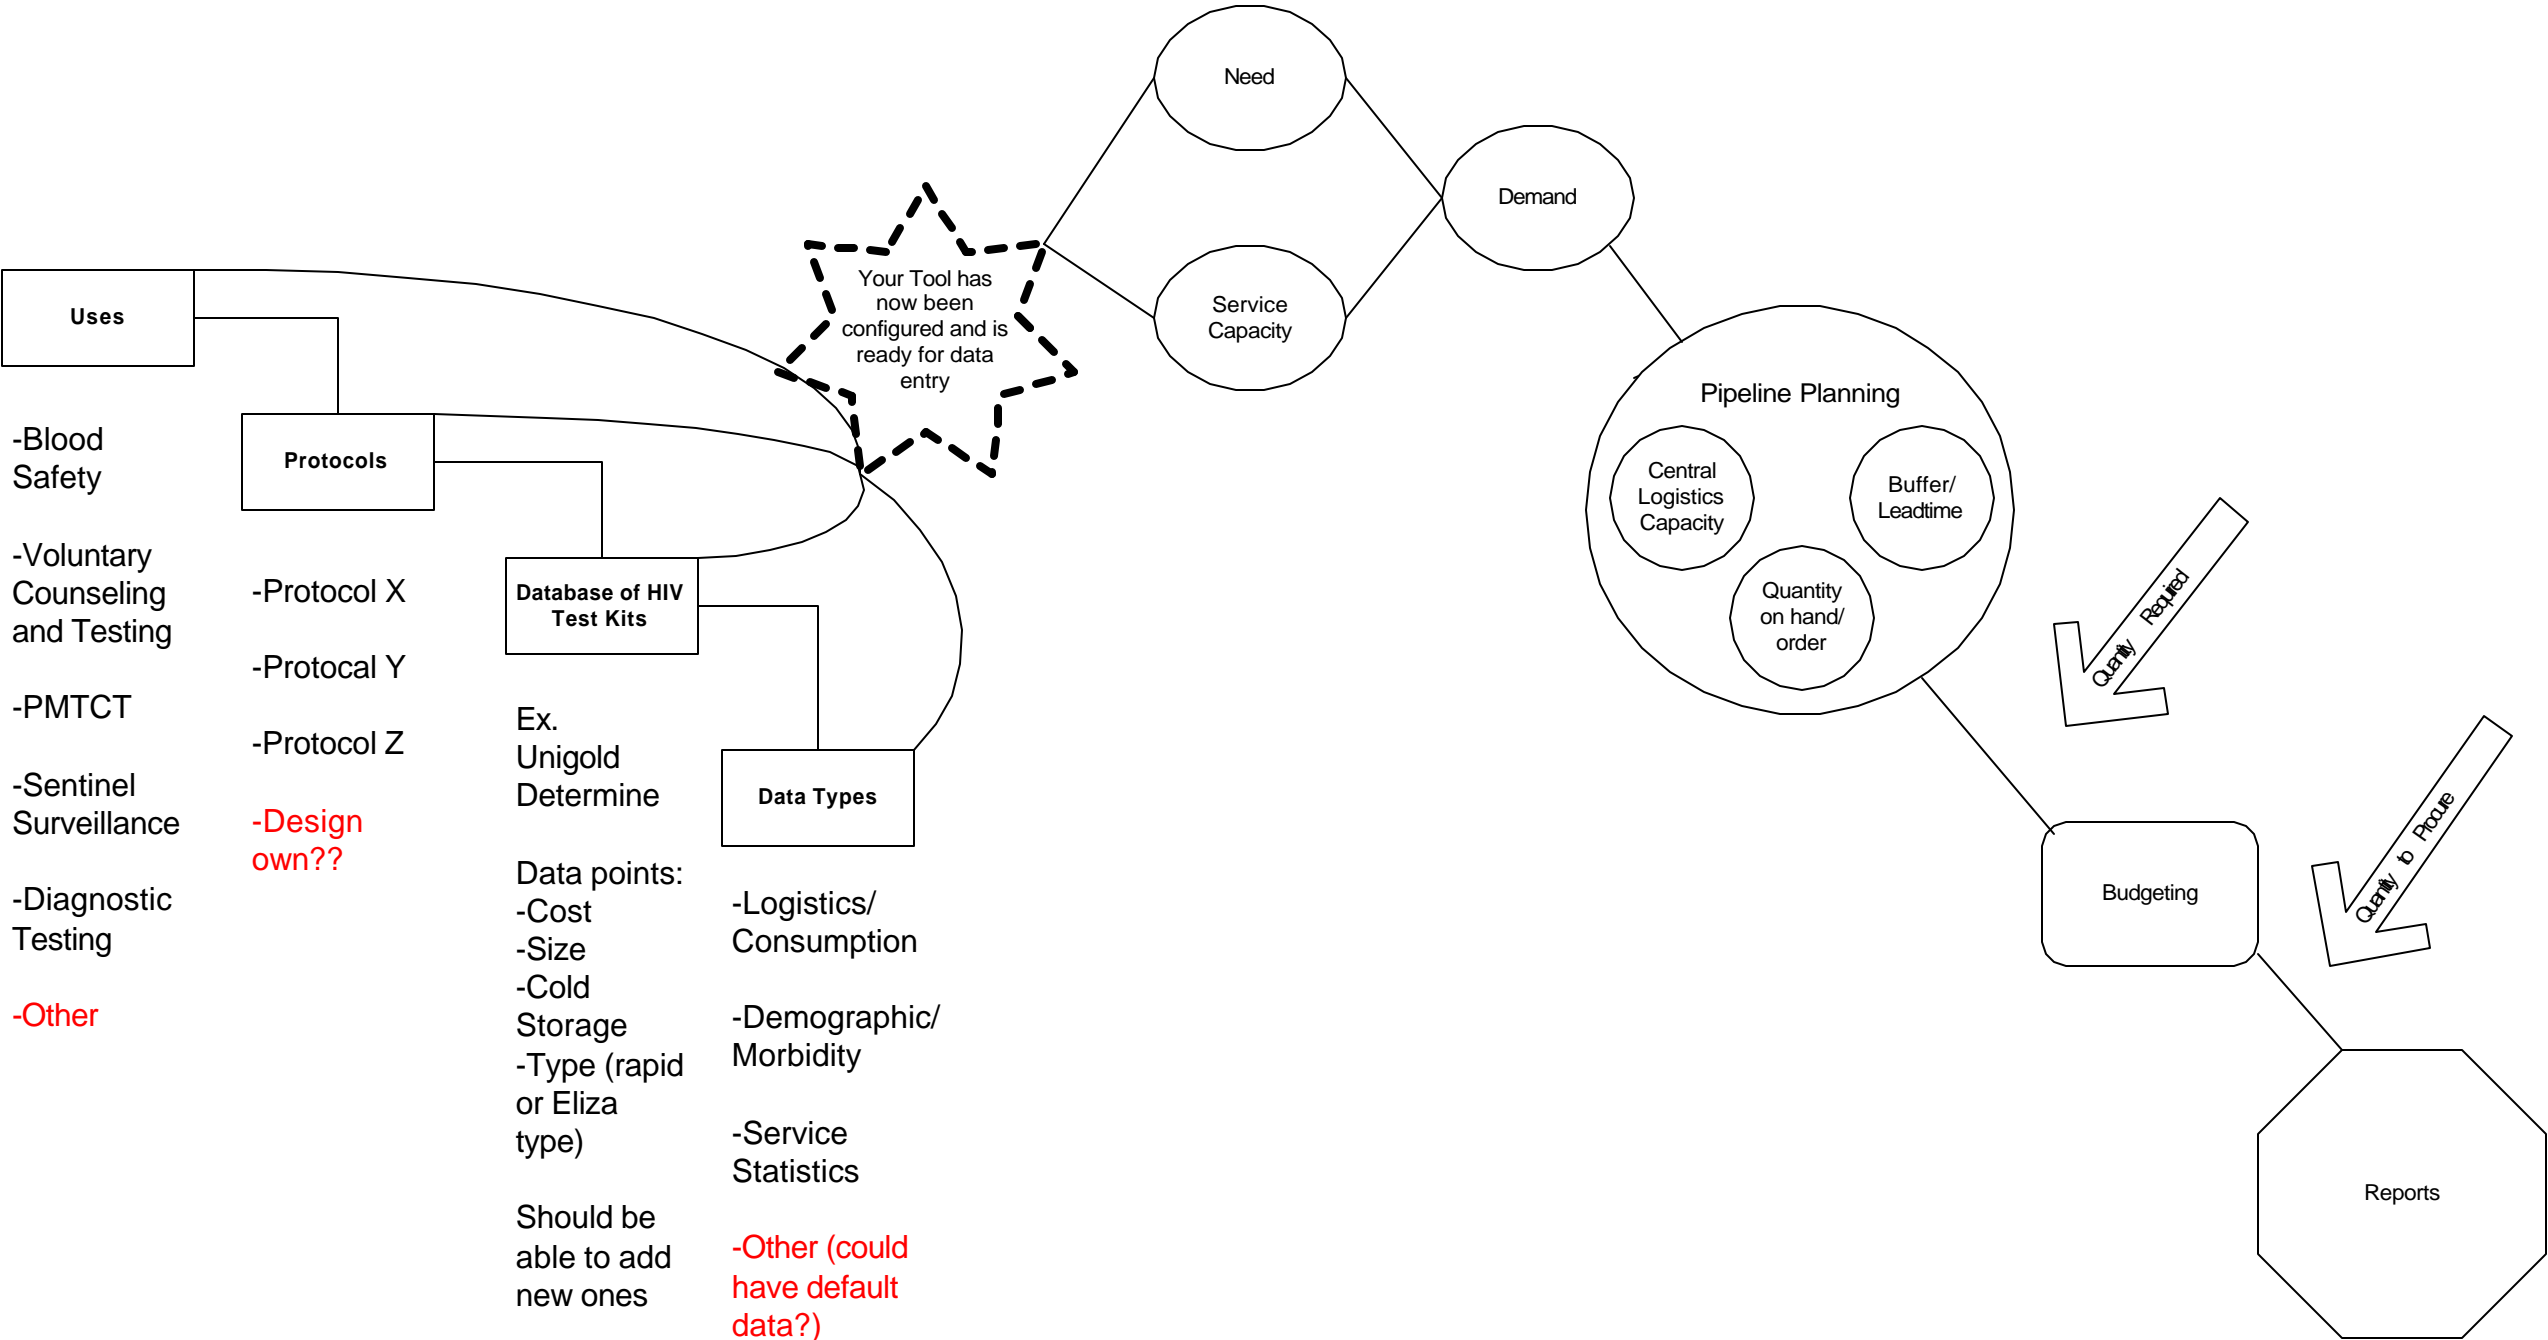 Need
Demand
Your Tool has
now been
configured and is
ready for data
entry
Service
Capacity
Uses
-Blood
Safety
-Voluntary
Counseling
and Testing
-PMTCT
-Sentinel
Surveillance
-Diagnostic
Testing
-Other
Protocols
-Protocol X
-Protocal Y
-Protocol Z
-Design
own??
Database of HIV
Test Kits
Ex.
Unigold
Determine
Data points:
-Cost
-Size
-Cold
Storage
-Type (rapid
or Eliza
type)
Should be
able to add
new ones
Data Types
-Logistics/
Consumption
-Demographic/
Morbidity
-Service
Statistics
-Other (could
have default
data?)
Pipeline Planning
Central
Logistics
Capacity
Buffer/
Leadtime
Quantity
on hand/
order
Quantity Required
Budgeting
Quantity to Procure
Reports